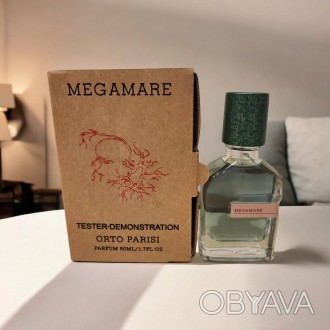 MEGAMARE
TESTER-DEMONSTRATION
ORTO PARISI
PARFUM 50ML/1.7FL OZ
MEGAMARE
OBYAVA